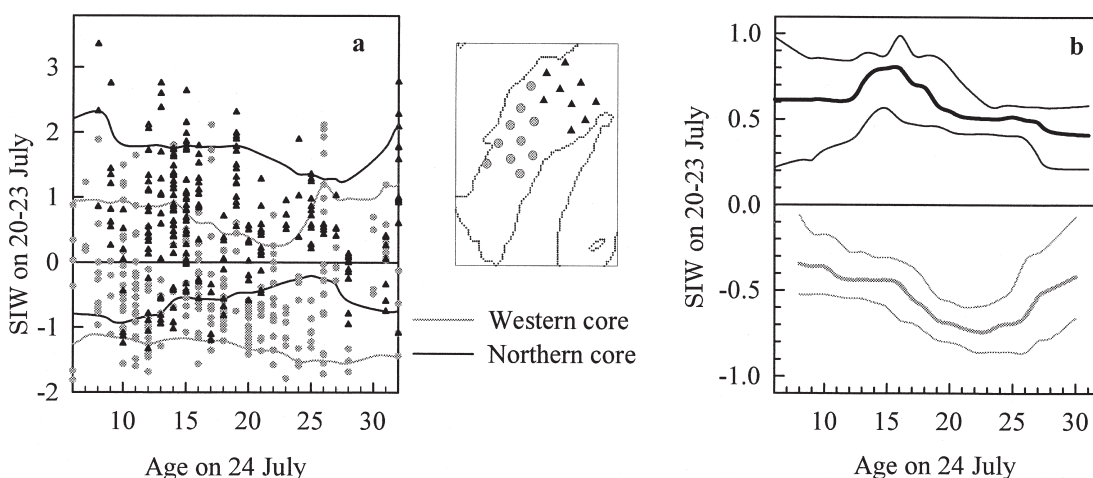 a
SIW on 20-23 July
3
2
1
0
-1
-2
10 15 20 25 30
Age on 24 July
Western core
Northern core
b
SIW on 20-23 July
1.0
0.5
0.0
-0.5
-1.0
10 15 20 25 30
Age on 24 July